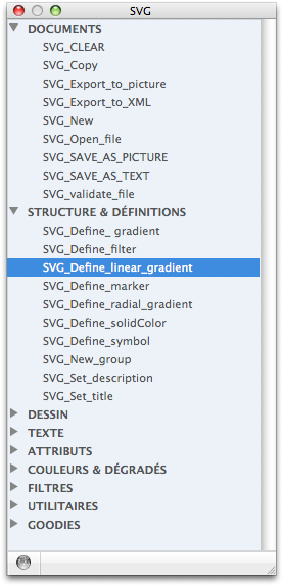 SVG
DOCUMENTS
SVG_CLEAR
SVG_Copy
SVG_Export_to_picture
SVG_Export_to_XML
SVG_New
SVG_Open_file
SVG_SAVE_AS_PICTURE
SVG_SAVE_AS_TEXT
SVG_validate_file
STRUCTURE & DÉFINITIONS
SVG_Define_ gradient
SVG_Define_filter
SVG_Define_linear_gradient
SVG_Define_marker
SVG_Define_radial_gradient
SVG_Define_solidColor
SVG_Define_symbol
SVG_New_group
SVG_Set_description
SVG_Set_title
DESSIN
TEXTE
ATTRIBUTS
COULEURS & DÉGRADÉS
FILTRES
UTILITAIRES
GOODIES